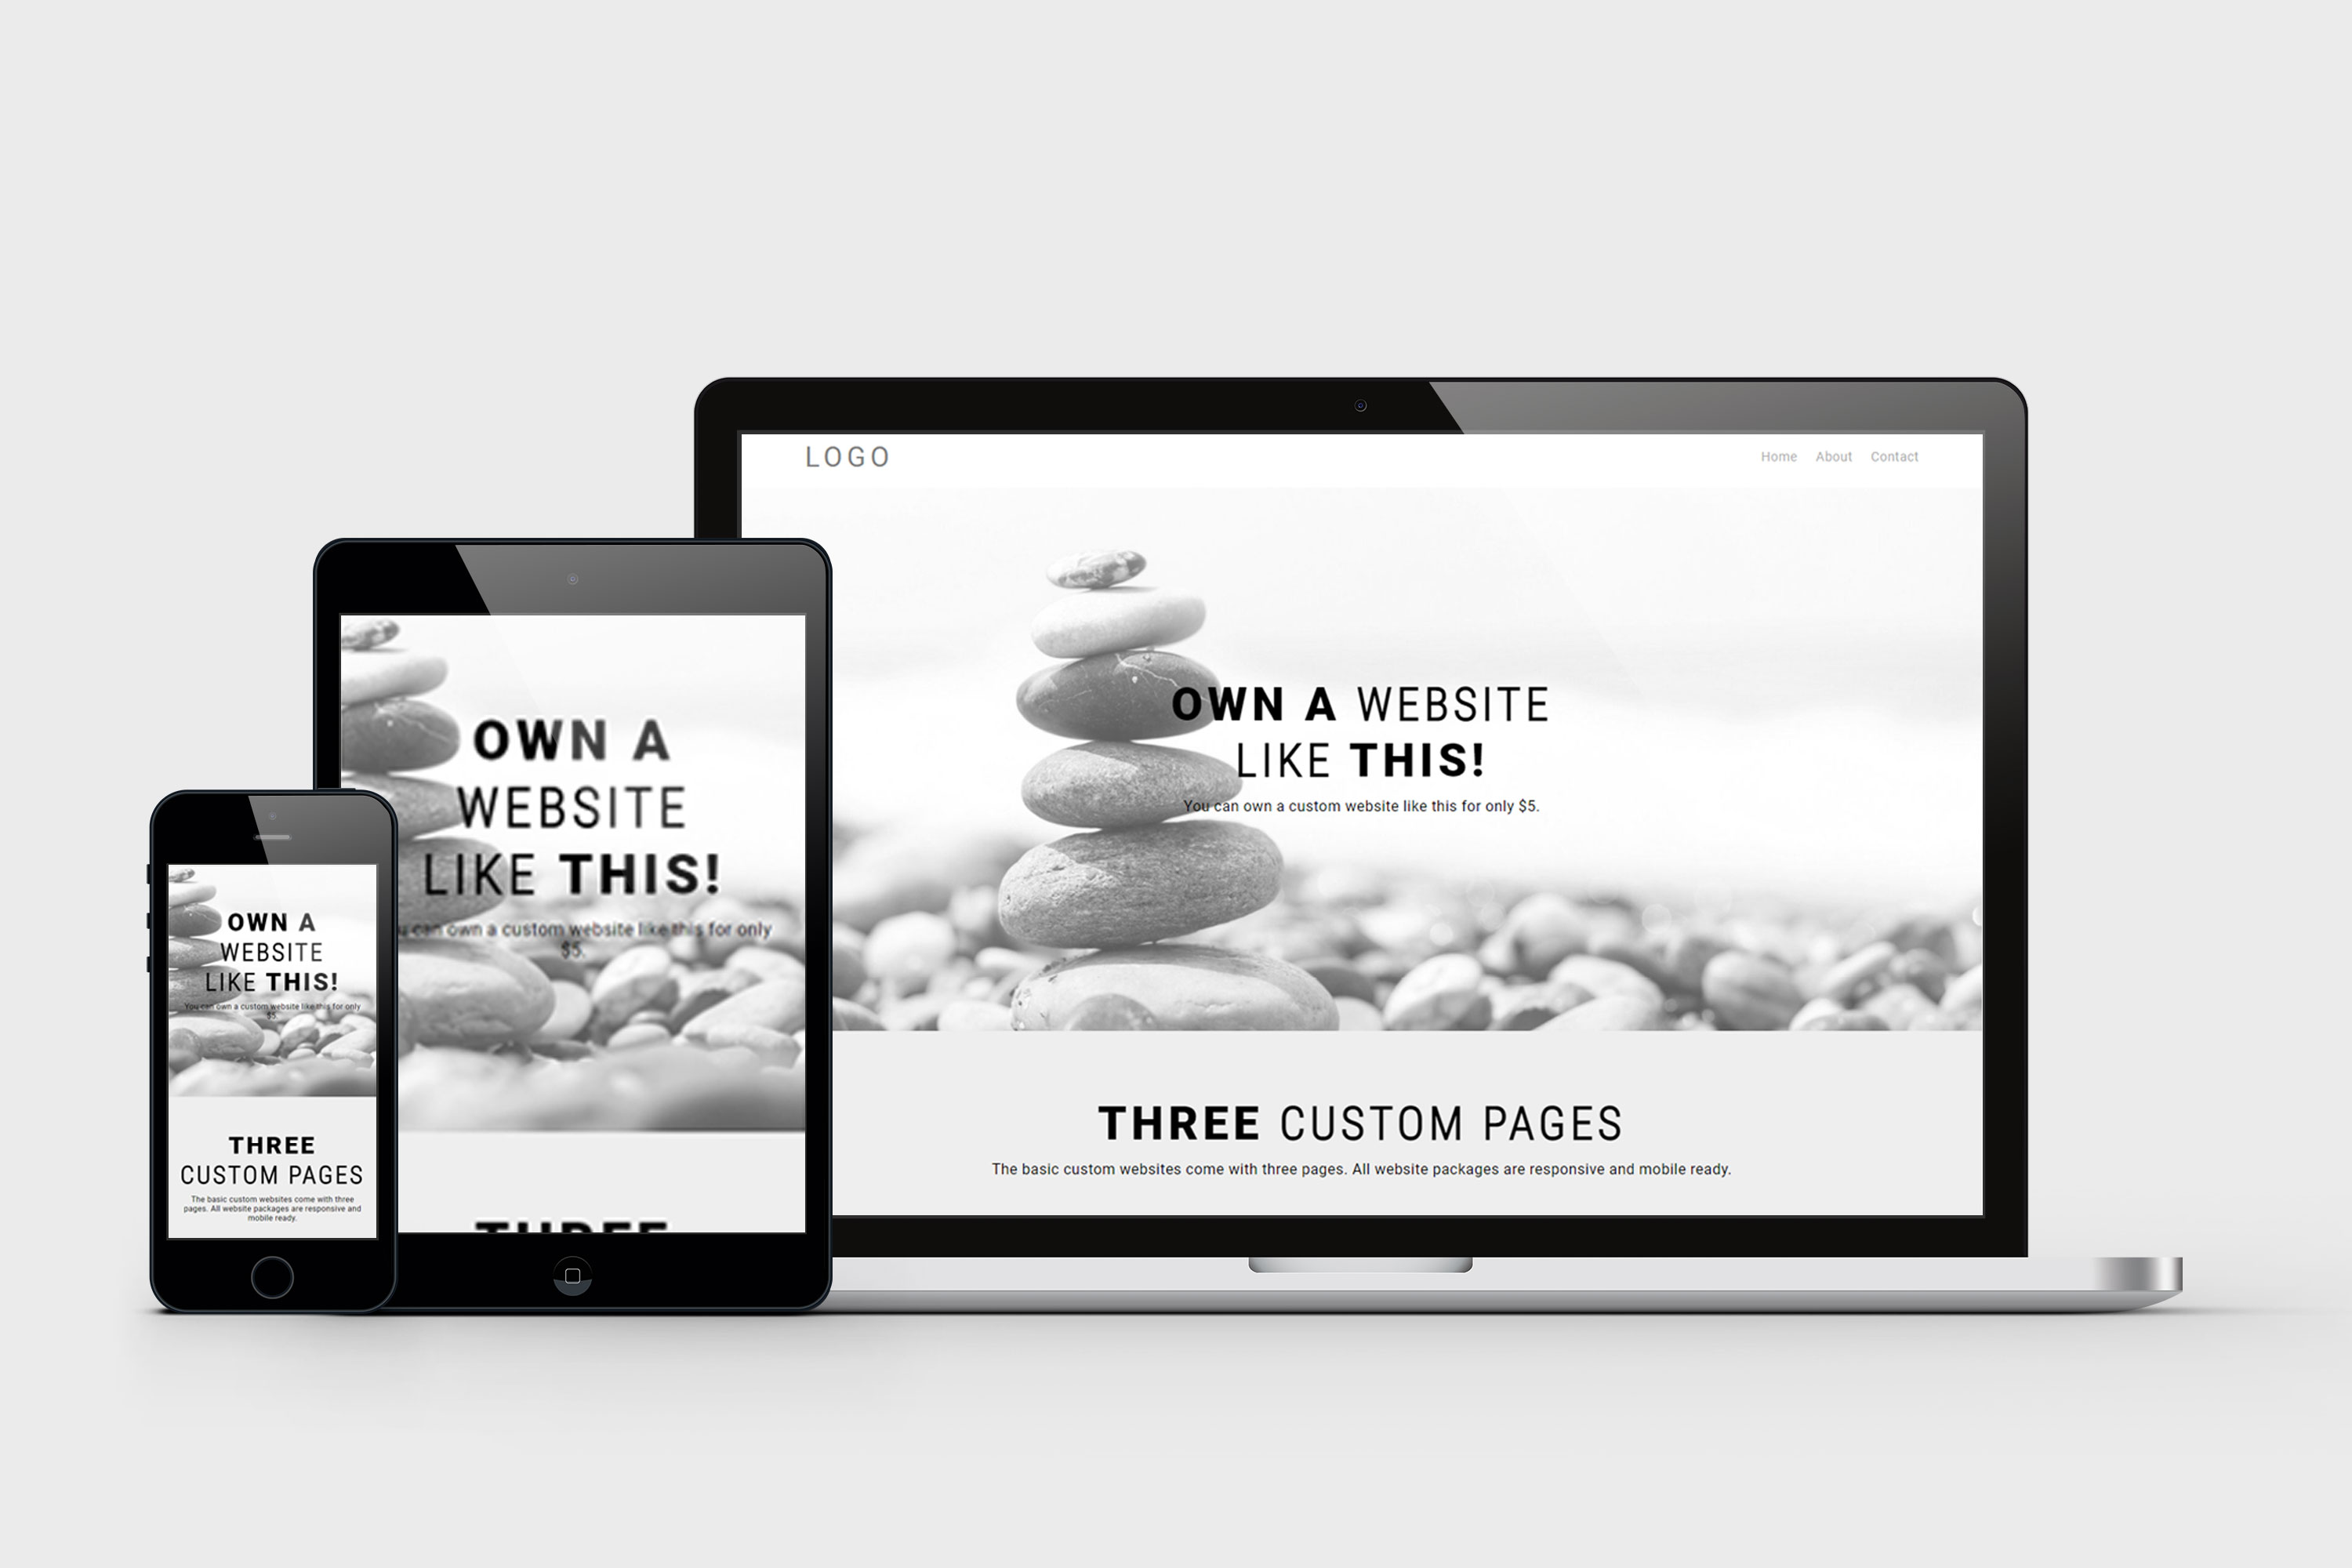 LOGO
Home About Contact
OWN A WEBSITE
LIKE THIS!
You can own a custom website like this for only $5.
THREE CUSTOM PAGES
The basic custom websites come with three pages. All website packages are responsive and mobile ready.
OWN A
WEBSITE
LIKE THIS!
can own a custom website like this for only
$5.
THREE
OWN A
WEBSITE
LIKE THIS!
You can own a custom website like this for only
$5.
THREE
CUSTOM PAGES
The basic custom websites come with three
pages. All website packages are responsive and
mobile ready.